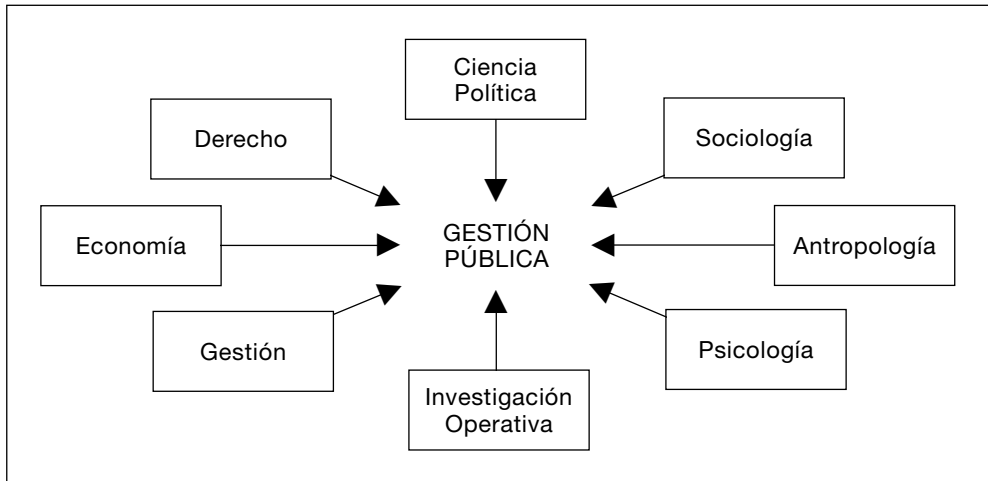 Ciencia
Política
Derecho
Sociología
Economía
GESTIÓN
PÚBLICA
Antropología
Gestión
Psicología
Investigación
Operativa